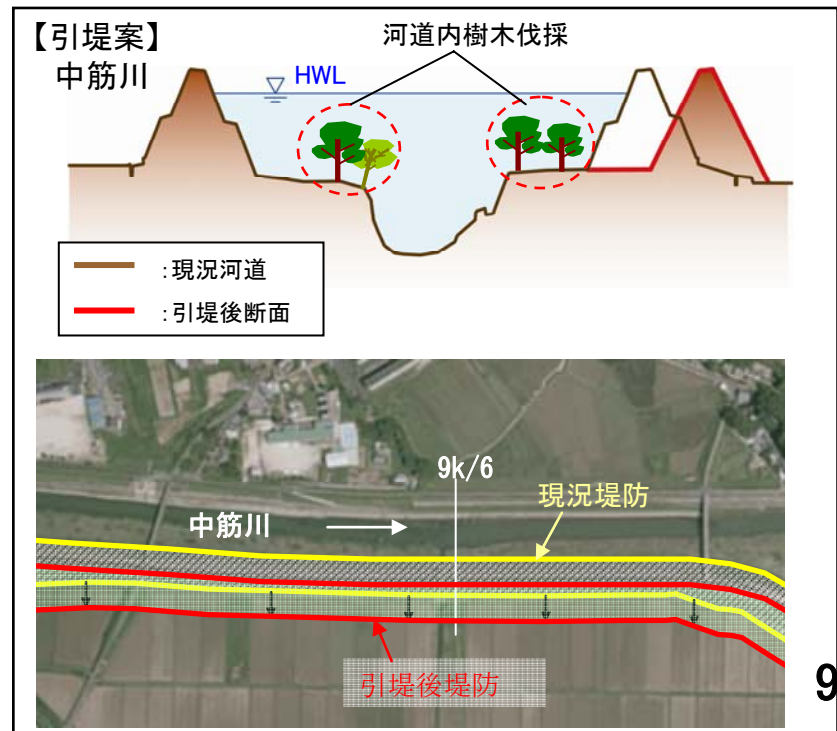 【引堤案】
中筋川
河道内樹木伐採
HWL
:現況河道
:引堤後断面
9k/6
現況堤防
中筋川
引堤後堤防
9